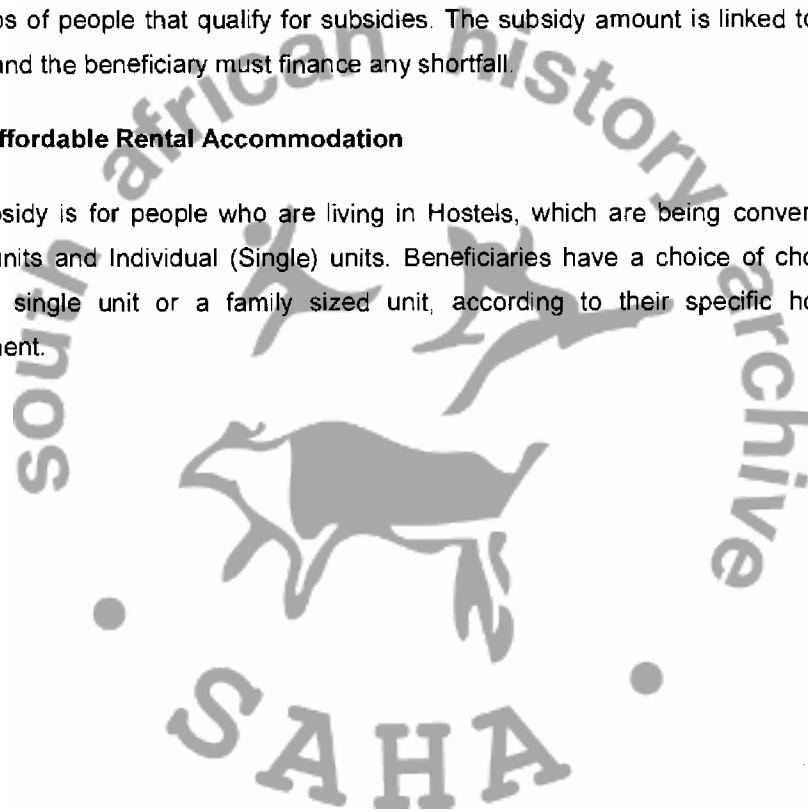 os of people that qualify for subsidies. The subsidy amount is linked to
and the beneficiary must finance any shortfall.
ffordable Rental Accommodation
sidy is for people who are living in Hostels, which are being conver
units and Individual (Single) units. Beneficiaries have a choice of cho
single unit or a family sized unit, according to their specific ho
nent.
south african history archive
SAHA